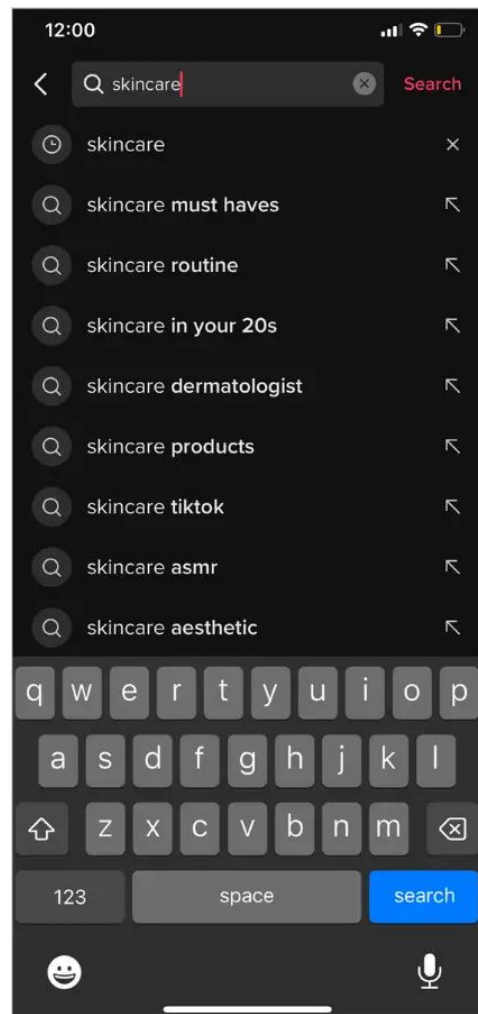 12:00
skincare Search
skincare
skincare must haves
skincare routine
skincare in your 20s
skincare dermatologist
skincare products
skincare tiktok
skincare asmr
skincare aesthetic
q w e r t y u i o p
a s d f g h j k l
z x c v b n m
123 space search